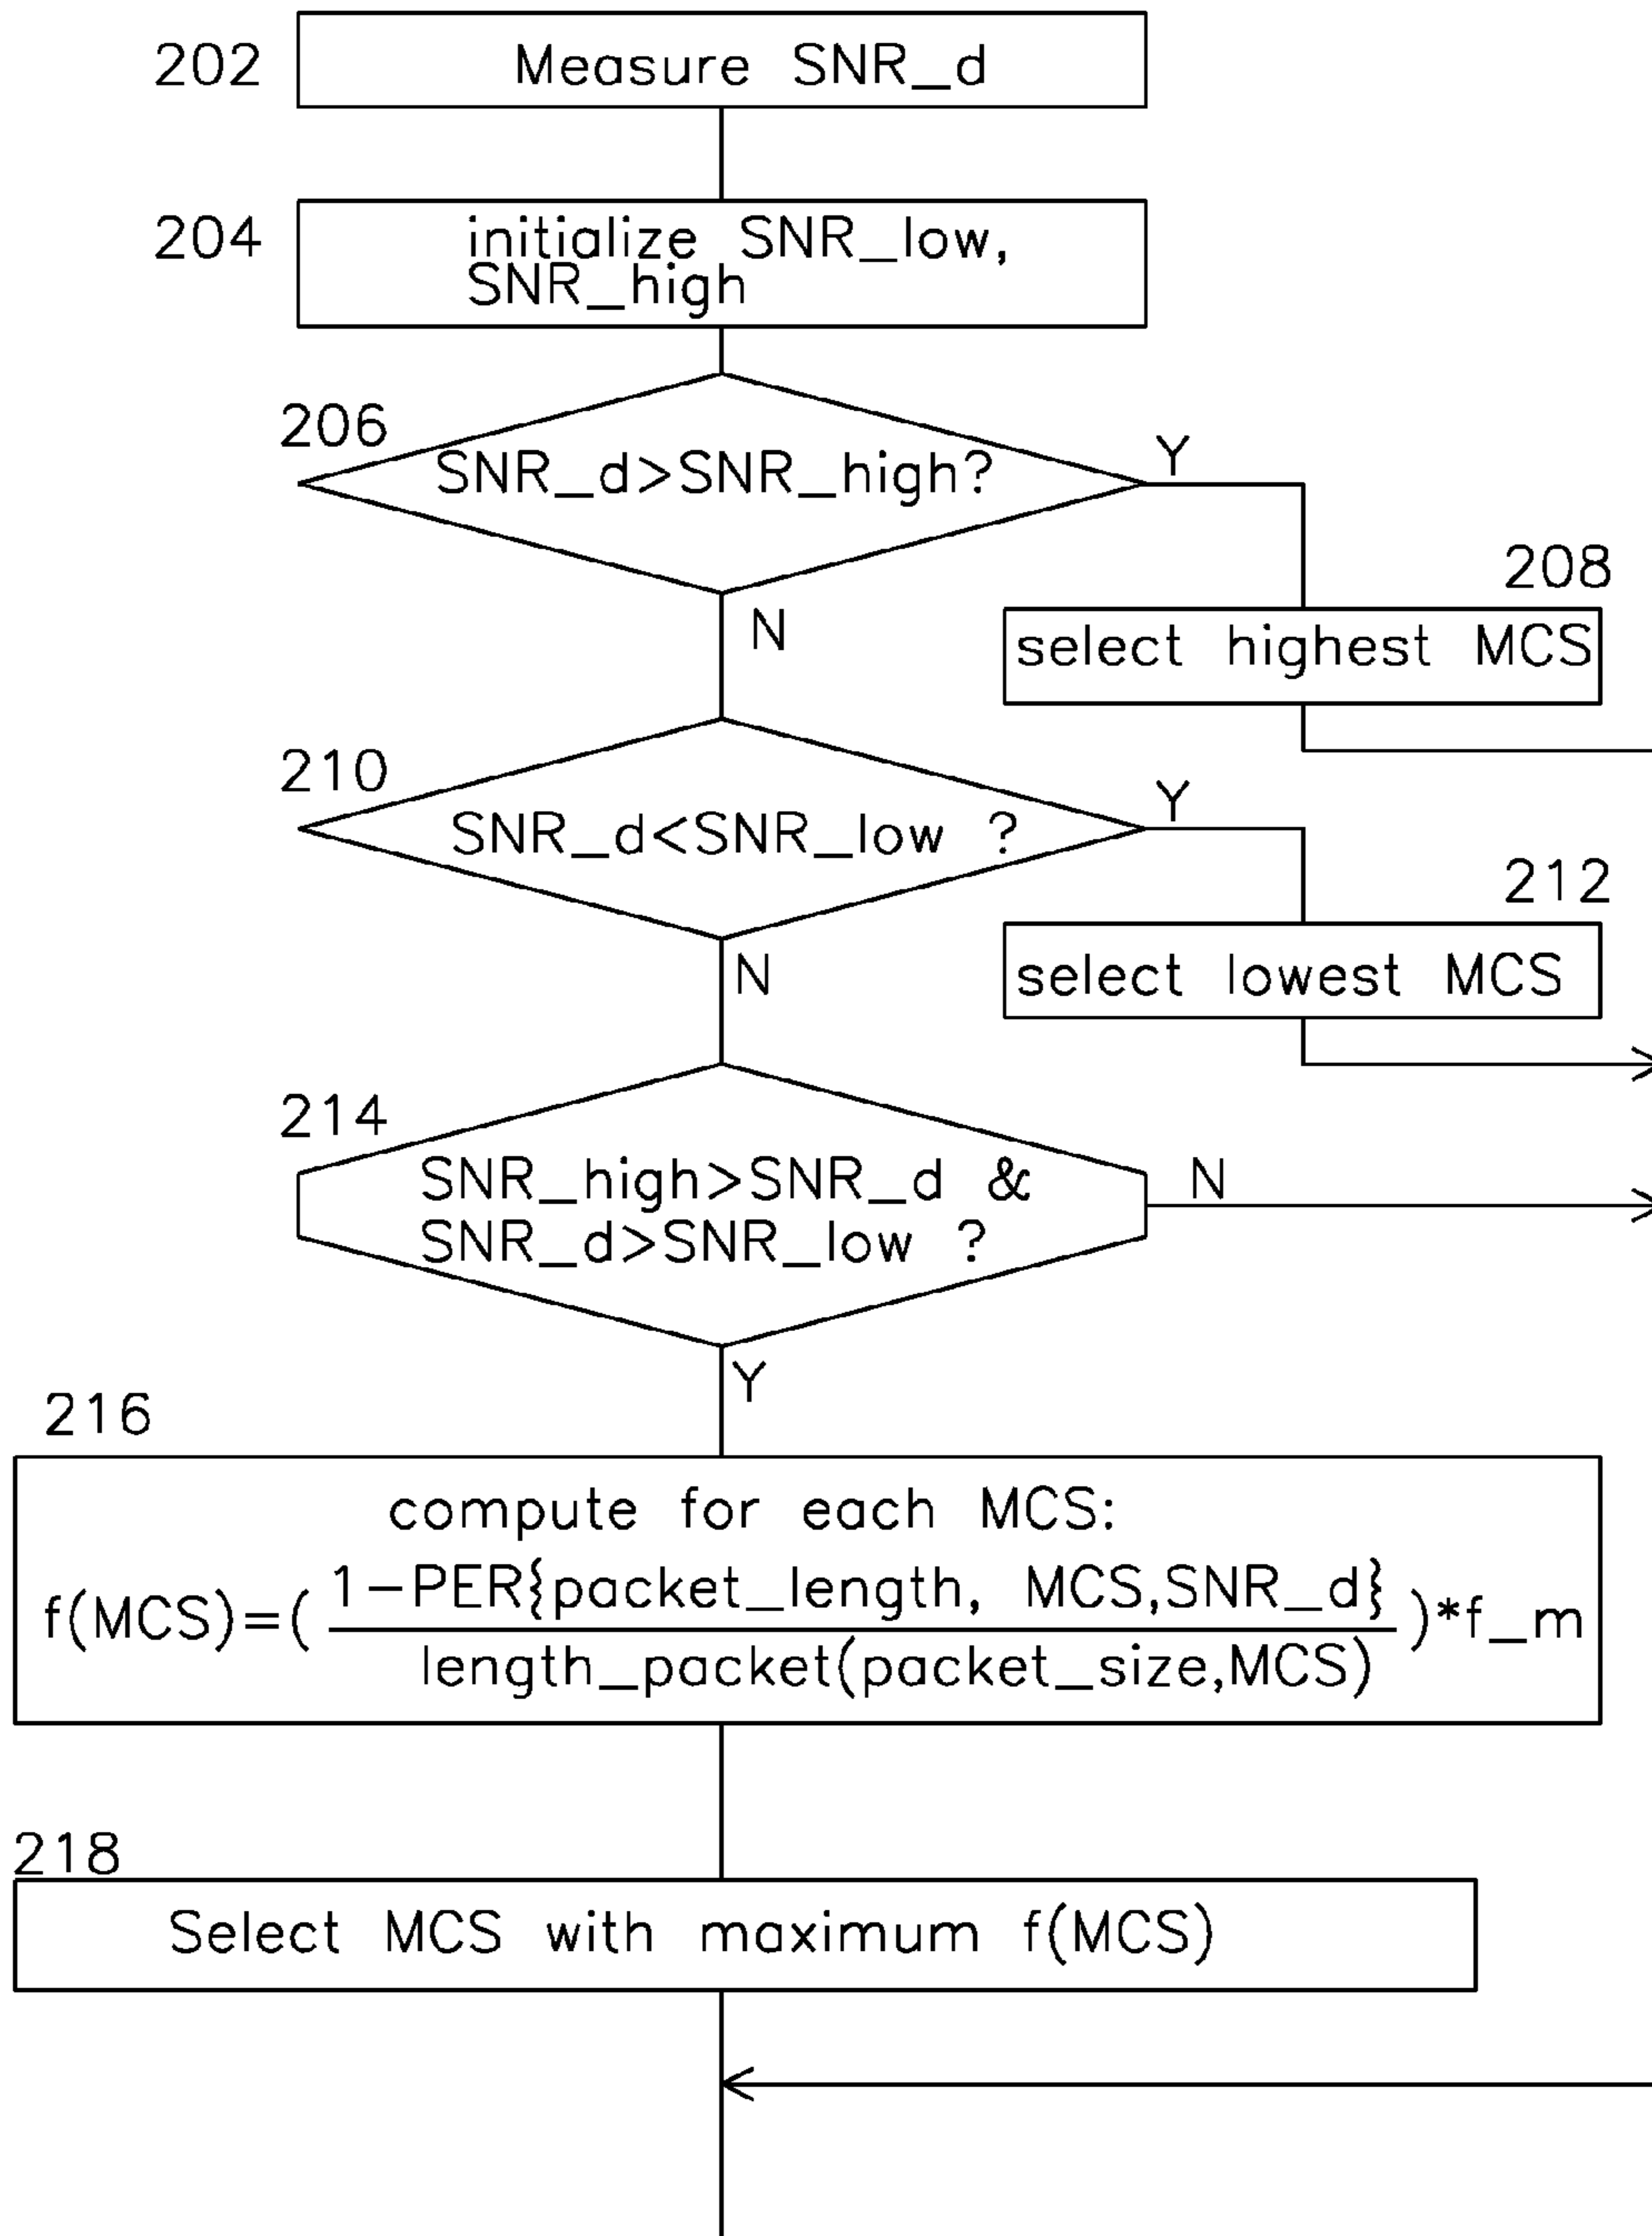 202
Measure SNR_d
204
initialize SNR_low,
SNR_high
206
SNR_d>SNR_high?
Y
208
N
select highest MCS
210
Y
SNR_d<SNR_low ?
212
N
select lowest MCS
214
SNR_high>SNR_d &
N
SNR_d>SNR_low ?
Y
216
compute for each MCS:
1-PER{packet_length, MCS,SNR_d}
f(MCS)=( )*f_m
length_packet(packet_size,MCS)
218
Select MCS with maximum f(MCS)